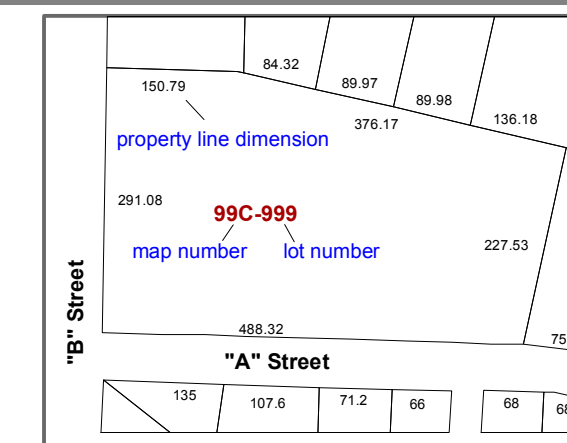 84.32
150.79
89.97
89.98
376.17
136.18
property line dimension
291.08
99C-999
map number
lot number
227.53
"B" Street
488.32
75
"A" Street
135
107.6
71.2
66
68
68